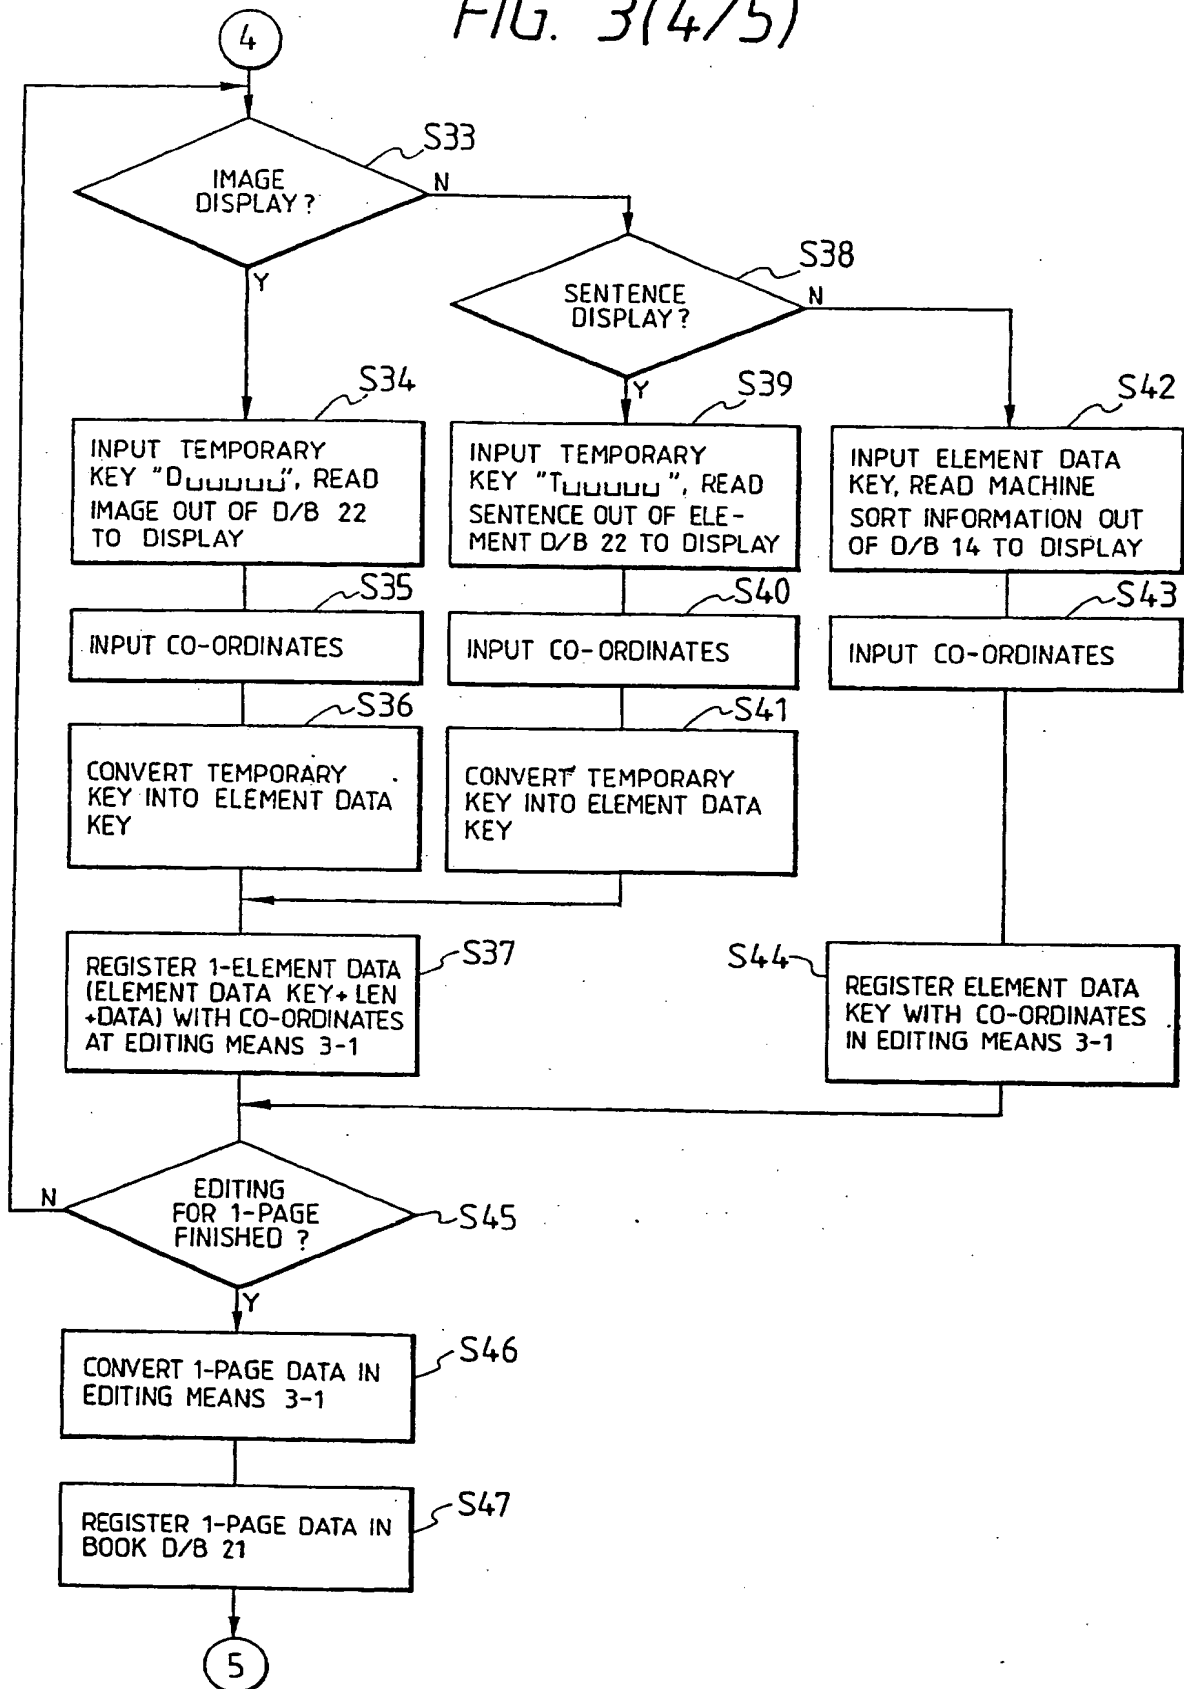 FIG. 3(4/5)
4
S33
IMAGE
DISPLAY?
N
Y
S38
SENTENCE
DISPLAY?
N
Y
S34
INPUT TEMPORARY
KEY "D␣␣␣␣␣", READ
IMAGE OUT OF D/B 22
TO DISPLAY
S39
INPUT TEMPORARY
KEY "T␣␣␣␣␣", READ
SENTENCE OUT OF ELE-
MENT D/B 22 TO DISPLAY
S42
INPUT ELEMENT DATA
KEY, READ MACHINE
SORT INFORMATION OUT
OF D/B 14 TO DISPLAY
S35
INPUT CO-ORDINATES
S40
INPUT CO-ORDINATES
S43
INPUT CO-ORDINATES
S36
CONVERT TEMPORARY
KEY INTO ELEMENT DATA
KEY
S41
CONVERT TEMPORARY
KEY INTO ELEMENT DATA
KEY
S37
REGISTER 1-ELEMENT DATA
(ELEMENT DATA KEY+LEN
+DATA) WITH CO-ORDINATES
AT EDITING MEANS 3-1
S44
REGISTER ELEMENT DATA
KEY WITH CO-ORDINATES
IN EDITING MEANS 3-1
S45
EDITING
FOR 1-PAGE
FINISHED ?
N
Y
S46
CONVERT 1-PAGE DATA IN
EDITING MEANS 3-1
S47
REGISTER 1-PAGE DATA IN
BOOK D/B 21
5